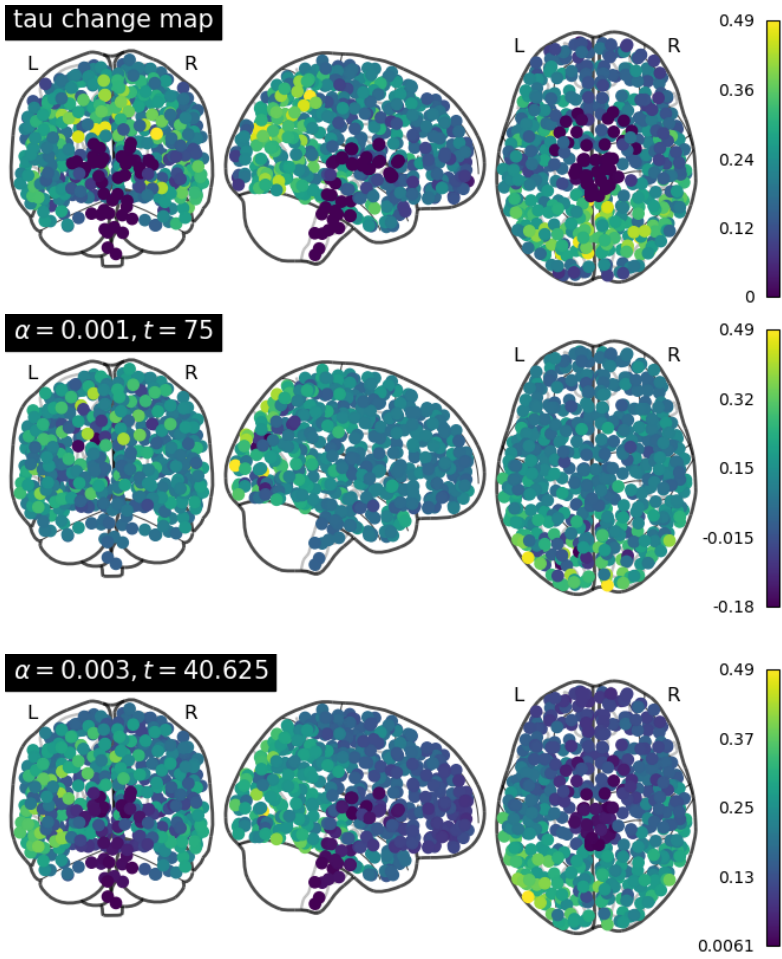 tau change map
L R L R
0.49
0.36
0.24
0.12
0
α = 0.001, t = 75
L R L R
0.49
0.32
0.15
-0.015
-0.18
α = 0.003, t = 40.625
L R L R
0.49
0.37
0.25
0.13
0.0061